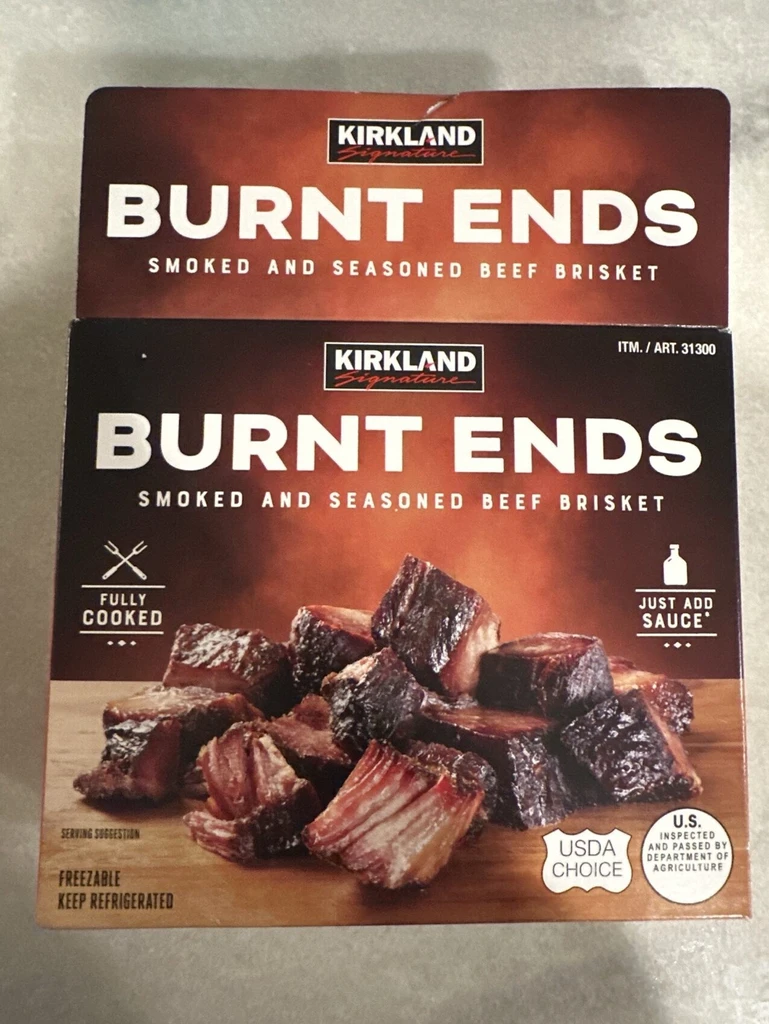 KIRKLAND
Signature
BURNT ENDS
SMOKED AND SEASONED BEEF BRISKET
ITM. / ART. 31300
KIRKLAND
Signature
BURNT ENDS
SMOKED AND SEASONED BEEF BRISKET
FULLY
COOKED
JUST ADD
SAUCE*
SERVING SUGGESTION
FREEZABLE
KEEP REFRIGERATED
USDA
CHOICE
U.S.
INSPECTED
AND PASSED BY
DEPARTMENT OF
AGRICULTURE